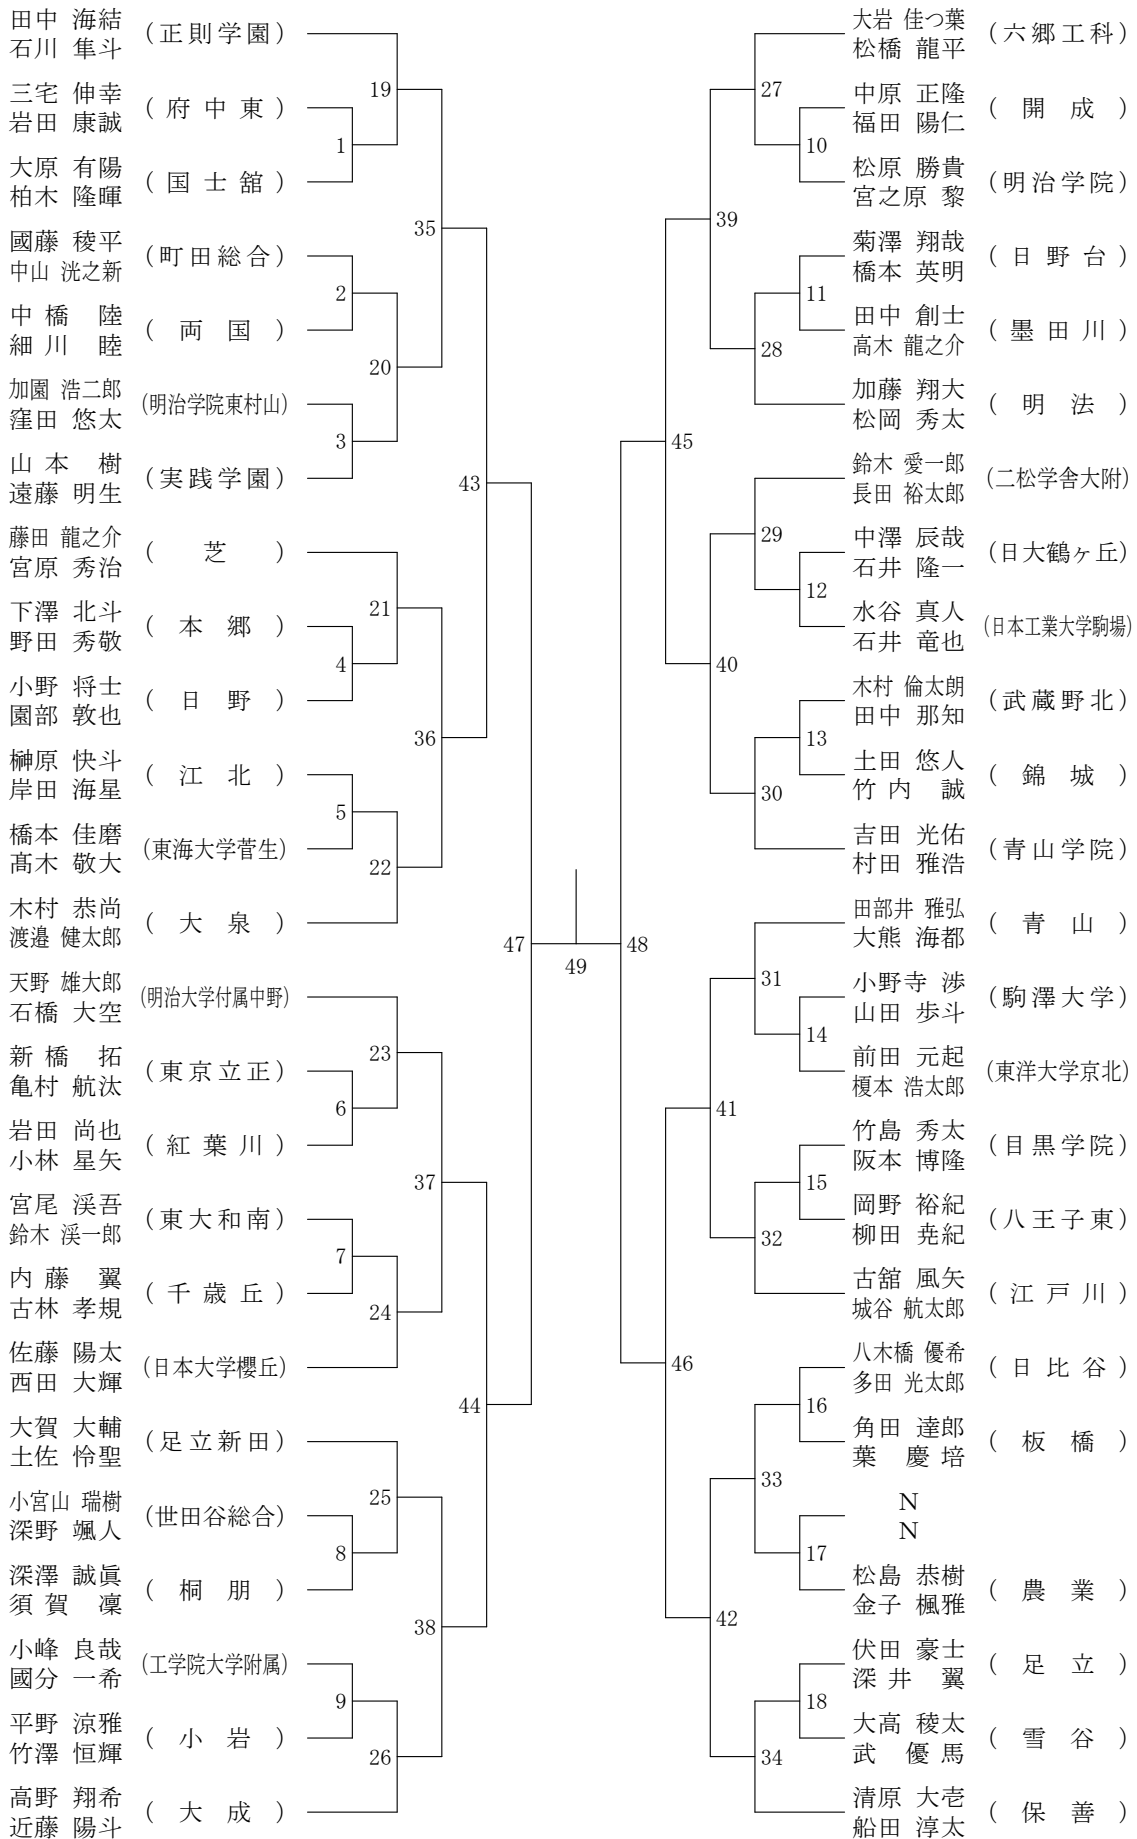 田中 海結
石川 隼斗
(正則学園)
三宅 伸幸
岩田 康誠
(府中東)
大原 有陽
柏木 隆暉
(国士舘)
國藤 稜平
中山 洸之新
(町田総合)
中橋 陸
細川 睦
(両国)
加園 浩二郎
窪田 悠太
(明治学院東村山)
山本 樹
遠藤 明生
(実践学園)
藤田 龍之介
宮原 秀治
(芝)
下澤 北斗
野田 秀敬
(本郷)
小野 将士
園部 敦也
(日野)
榊原 快斗
岸田 海星
(江北)
橋本 佳磨
髙木 敬大
(東海大学菅生)
木村 恭尚
渡邉 健太郎
(大泉)
天野 雄大郎
石橋 大空
(明治大学付属中野)
新橋 拓
亀村 航汰
(東京立正)
岩田 尚也
小林 星矢
(紅葉川)
宮尾 渓吾
鈴木 渓一郎
(東大和南)
内藤 翼
古林 孝規
(千歳丘)
佐藤 陽太
西田 大輝
(日本大学櫻丘)
大賀 大輔
土佐 怜聖
(足立新田)
小宮山 瑞樹
深野 颯人
(世田谷総合)
深澤 誠眞
須賀 凜
(桐朋)
小峰 良哉
國分 一希
(工学院大学附属)
平野 涼雅
竹澤 恒輝
(小岩)
高野 翔希
近藤 陽斗
(大成)
1
2
3
4
5
6
7
8
9
19
20
21
22
23
24
25
26
35
36
37
38
43
44
47
49
48
45
46
39
40
41
42
27
28
29
30
31
32
33
34
10
11
12
13
14
15
16
17
18
大岩 佳つ葉
松橋 龍平
(六郷工科)
中原 正隆
福田 陽仁
(開成)
松原 勝貴
宮之原 黎
(明治学院)
菊澤 翔哉
橋本 英明
(日野台)
田中 創士
高木 龍之介
(墨田川)
加藤 翔大
松岡 秀太
(明法)
鈴木 愛一郎
長田 裕太郎
(二松学舎大附)
中澤 辰哉
石井 隆一
(日大鶴ヶ丘)
水谷 真人
石井 竜也
(日本工業大学駒場)
木村 倫太朗
田中 那知
(武蔵野北)
土田 悠人
竹内 誠
(錦城)
吉田 光佑
村田 雅浩
(青山学院)
田部井 雅弘
大熊 海都
(青山)
小野寺 渉
山田 歩斗
(駒澤大学)
前田 元起
榎本 浩太郎
(東洋大学京北)
竹島 秀太
阪本 博隆
(目黒学院)
岡野 裕紀
柳田 尭紀
(八王子東)
古舘 風矢
城谷 航太郎
(江戸川)
八木橋 優希
多田 光太郎
(日比谷)
角田 達郎
葉 慶培
(板橋)
N
N
松島 恭樹
金子 楓雅
(農業)
伏田 豪士
深井 翼
(足立)
大高 稜太
武 優馬
(雪谷)
清原 大壱
船田 淳太
(保善)